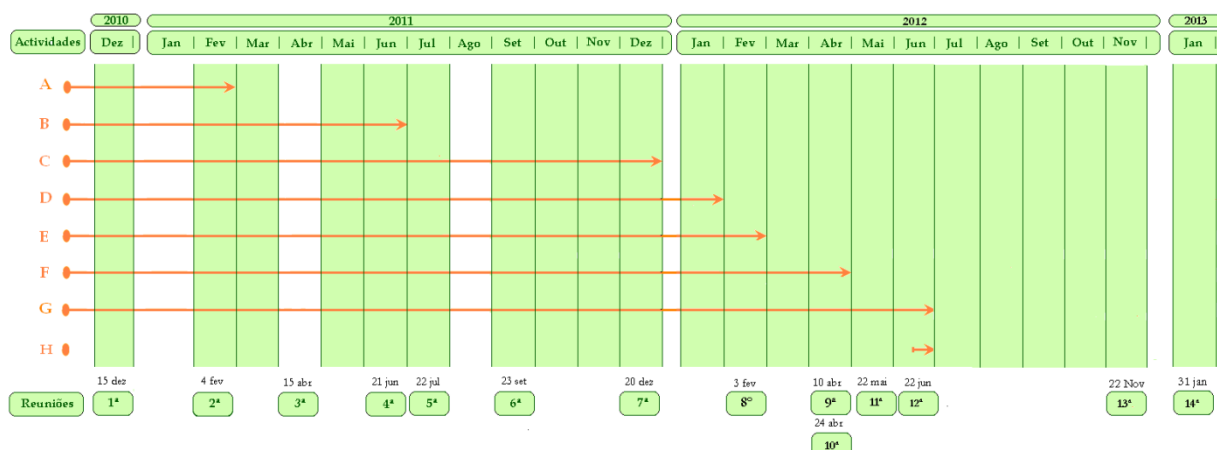 2010 2011 2012 2013
Actividades Dez | Jan | Fev | Mar | Abr | Mai | Jun | Jul | Ago | Set | Out | Nov | Dez | Jan | Fev | Mar | Abr | Mai | Jun | Jul | Ago | Set | Out | Nov | Jan |
A
B
C
D
E
F
G
H
15 dez 4 fev 15 abr 21 jun 22 jul 23 set 20 dez 3 fev 10 abr 22 mai 22 jun 22 Nov 31 jan
Reuniões 1ª 2ª 3ª 4ª 5ª 6ª 7ª 8º 9ª 11ª 12ª 13ª 14ª
24 abr
10ª